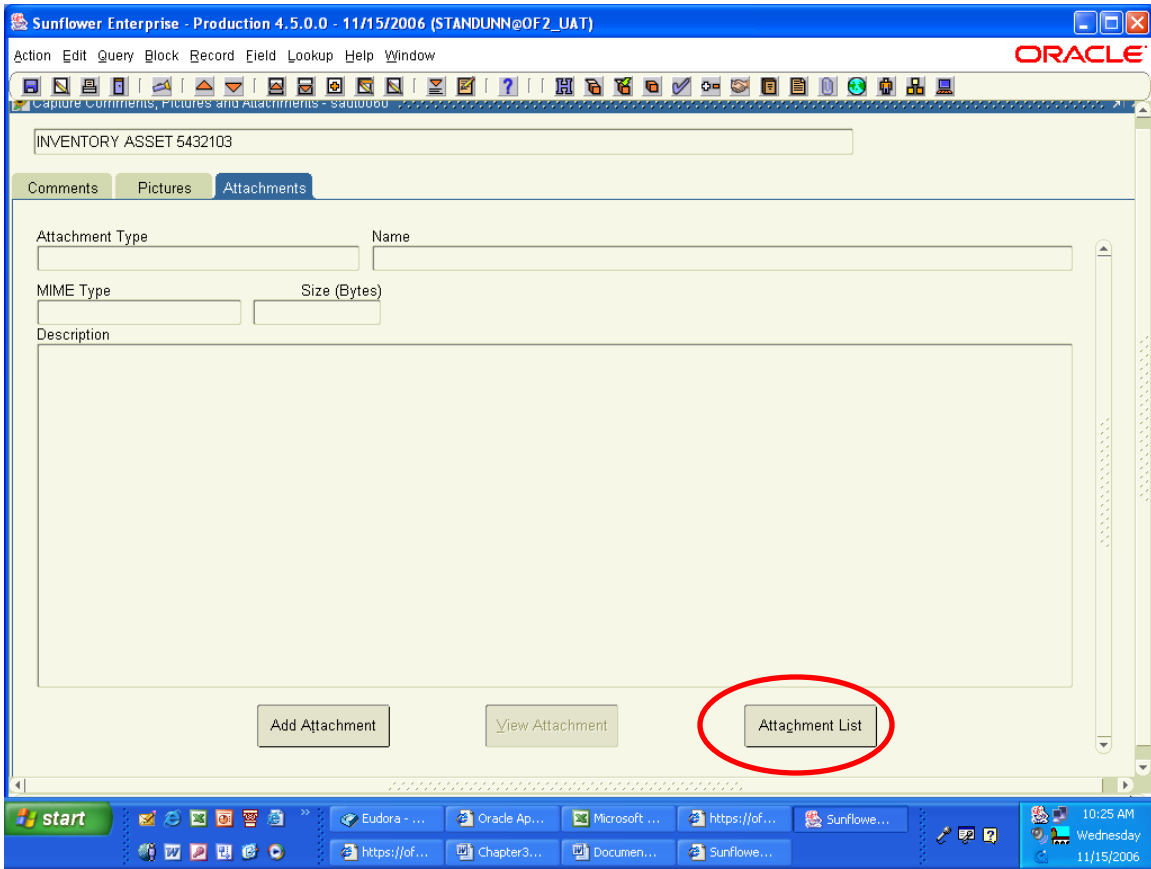 Sunflower Enterprise - Production 4.5.0.0 - 11/15/2006 (STANDUNN@OF2_UAT)
Action Edit Query Block Record Field Lookup Help Window
ORACLE
Capture Comments, Pictures and Attachments - saut0060
INVENTORY ASSET 5432103
Comments Pictures Attachments
Attachment Type Name
MIME Type Size (Bytes)
Description
Add Attachment View Attachment Attachment List
start Eudora - ... Oracle Ap... Microsoft ... https://of... Sunflowe... 10:25 AM
Wednesday
https://of... Chapter3... Documen... Sunflowe... 11/15/2006